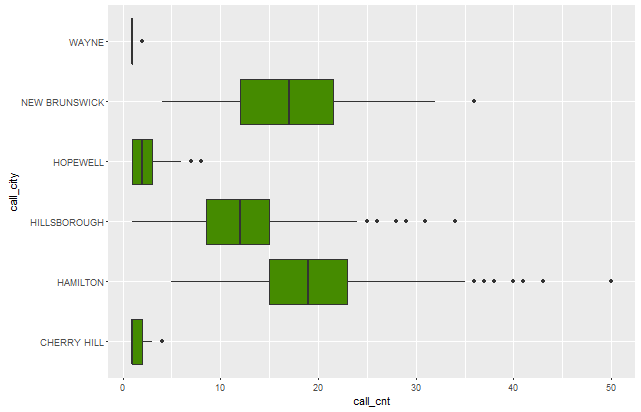 WAYNE
NEW BRUNSWICK
HOPEWELL
HILLSBOROUGH
HAMILTON
CHERRY HILL
call_city
0 10 20 30 40 50
call_cnt